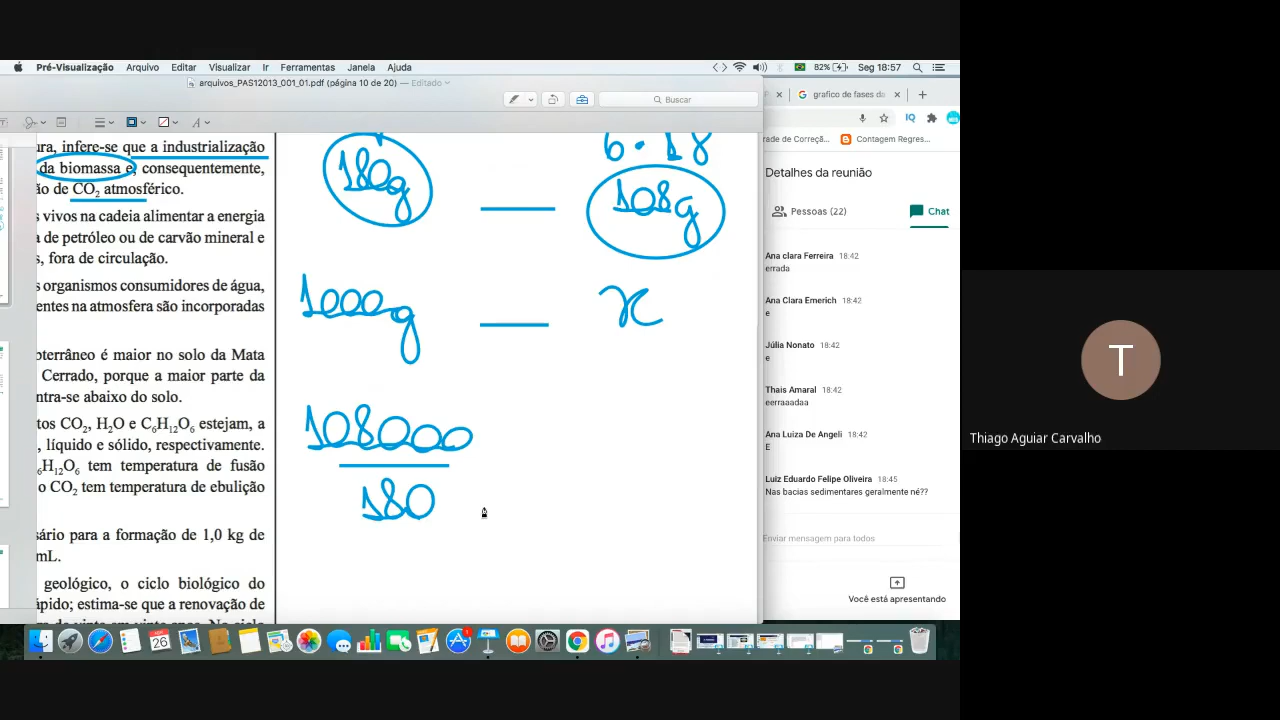 Pré-Visualização Arquivo Editar Visualizar Ir Ferramentas Janela Ajuda 82% Seg 18:57
arquivos_PAS12013_001_01.pdf (página 10 de 20) — Editado
grafico de fases da
Buscar
IQ
rade de Correçã... Contagem Regres...
ura, infere-se que a industrialização
da biomassa e, consequentemente,
ão de CO₂ atmosférico.
s vivos na cadeia alimentar a energia
a de petróleo ou de carvão mineral e
s, fora de circulação.
s organismos consumidores de água,
entes na atmosfera são incorporadas
oterrâneo é maior no solo da Mata
Cerrado, porque a maior parte da
ntra-se abaixo do solo.
tos CO₂, H₂O e C₆H₁₂O₆ estejam, a
, líquido e sólido, respectivamente.
₆H₁₂O₆ tem temperatura de fusão
o CO₂ tem temperatura de ebulição
sário para a formação de 1,0 kg de
mL.
geológico, o ciclo biológico do
ápido; estima-se que a renovação de
6 · 18
180g — 108g
1000g — x
108000
180
Detalhes da reunião
Pessoas (22) Chat
Ana clara Ferreira 18:42
errada
Ana Clara Emerich 18:42
e
Júlia Nonato 18:42
e
Thais Amaral 18:42
eerraaadaa
Ana Luiza De Angeli 18:42
E
Luiz Eduardo Felipe Oliveira 18:45
Nas bacias sedimentares geralmente né??
Enviar mensagem para todos
Você está apresentando
T
Thiago Aguiar Carvalho